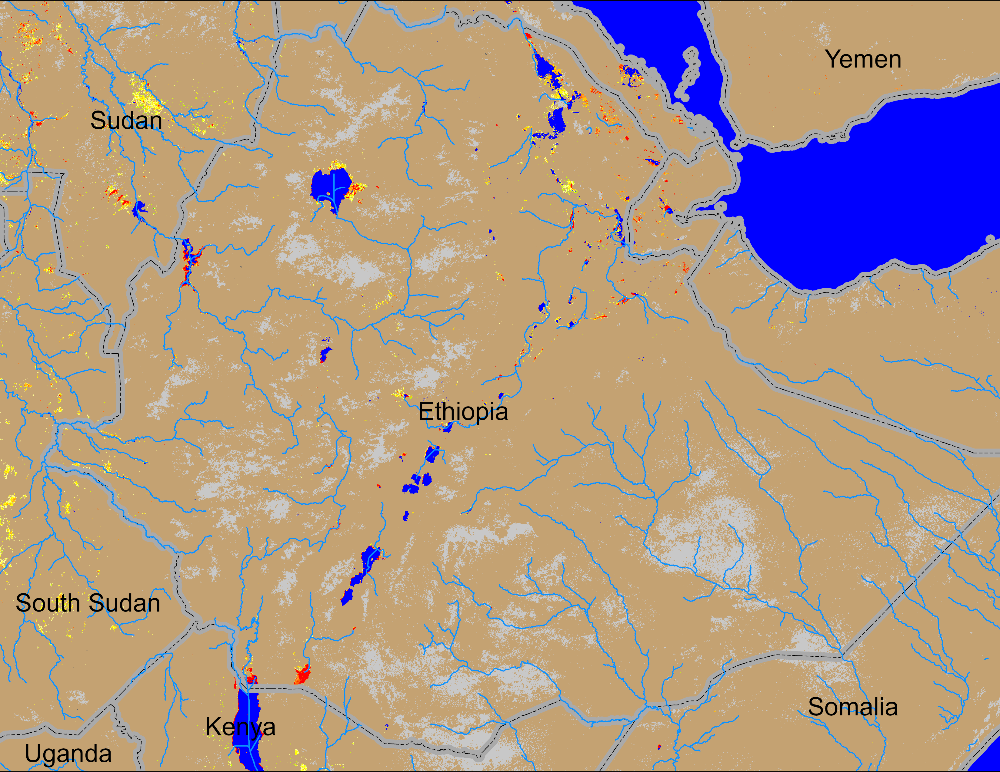 Yemen
Sudan
Ethiopia
South Sudan
Somalia
Kenya
Uganda